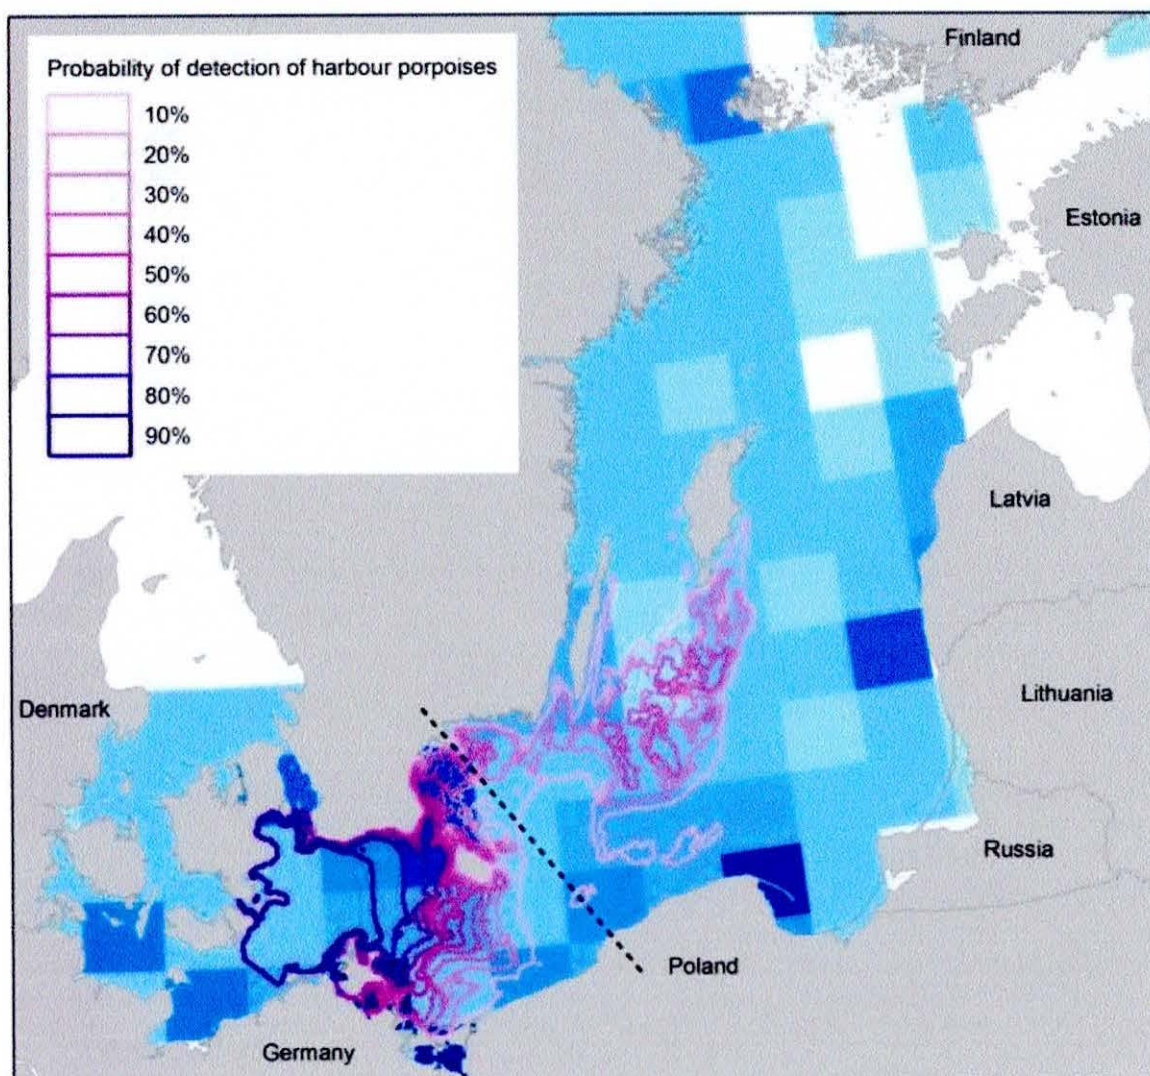 Finland
Probability of detection of harbour porpoises
10%
20%
30%
40%
50%
60%
70%
80%
90%
Estonia
Latvia
Lithuania
Denmark
Russia
Poland
Germany